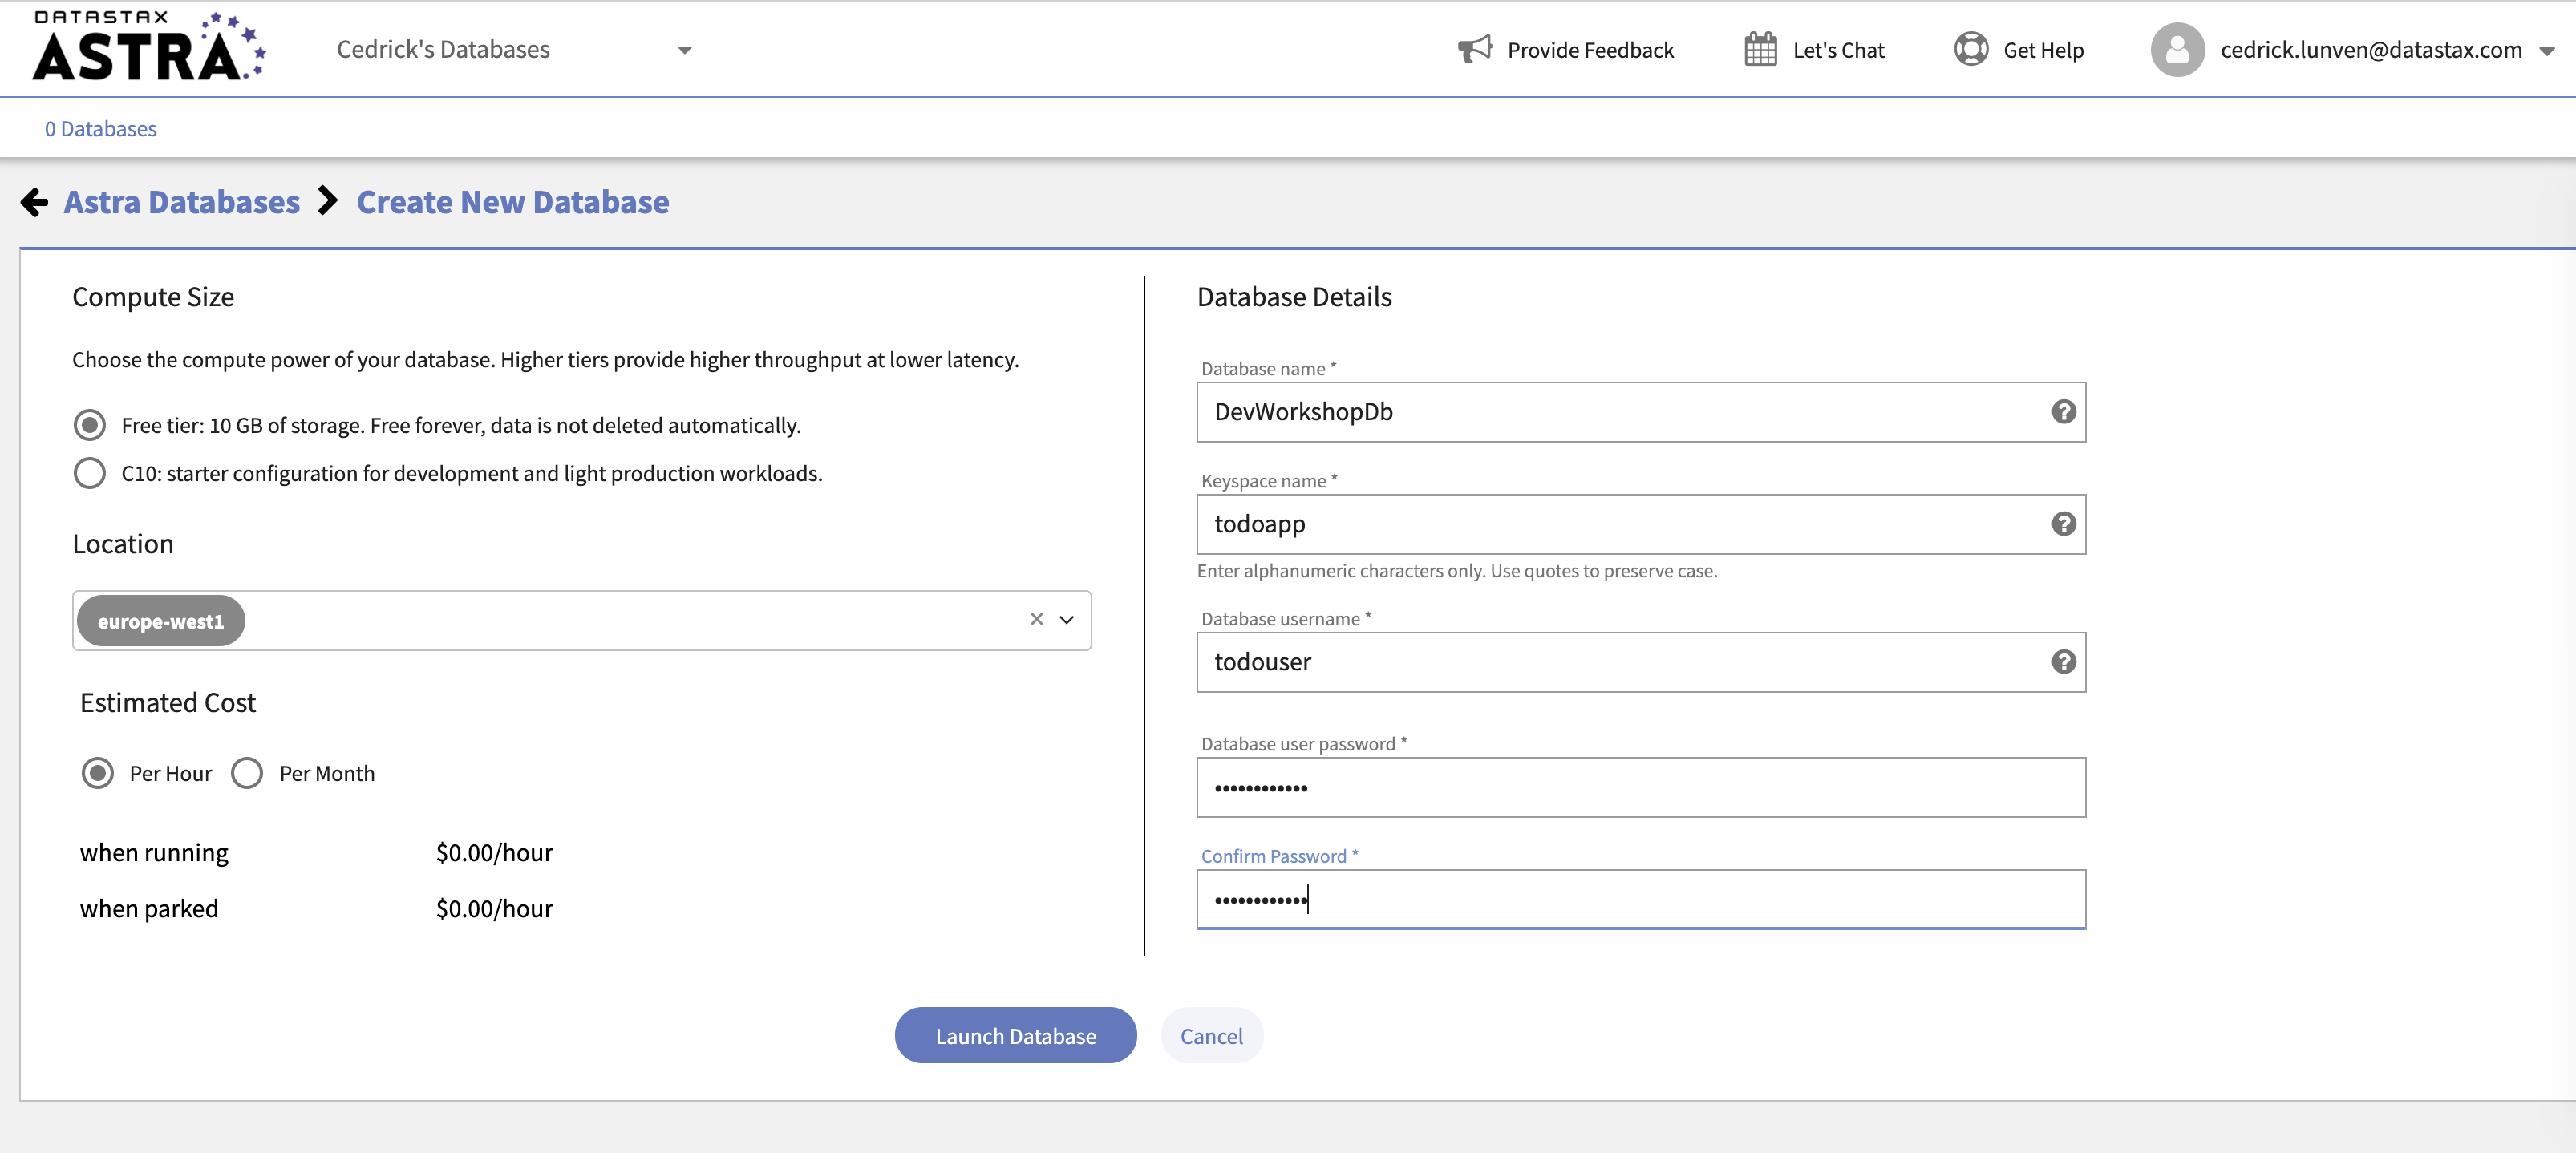 DATASTAX
ASTRA
Cedrick's Databases
Provide Feedback
Let's Chat
Get Help
cedrick.lunven@datastax.com
0 Databases
Astra Databases
Create New Database
Compute Size
Choose the compute power of your database. Higher tiers provide higher throughput at lower latency.
Free tier: 10 GB of storage. Free forever, data is not deleted automatically.
C10: starter configuration for development and light production workloads.
Location
europe-west1
Estimated Cost
Per Hour
Per Month
when running $0.00/hour
when parked $0.00/hour
Database Details
Database name *
DevWorkshopDb
Keyspace name *
todoapp
Enter alphanumeric characters only. Use quotes to preserve case.
Database username *
todouser
Database user password *
••••••••••••
Confirm Password *
••••••••••••
Launch Database
Cancel